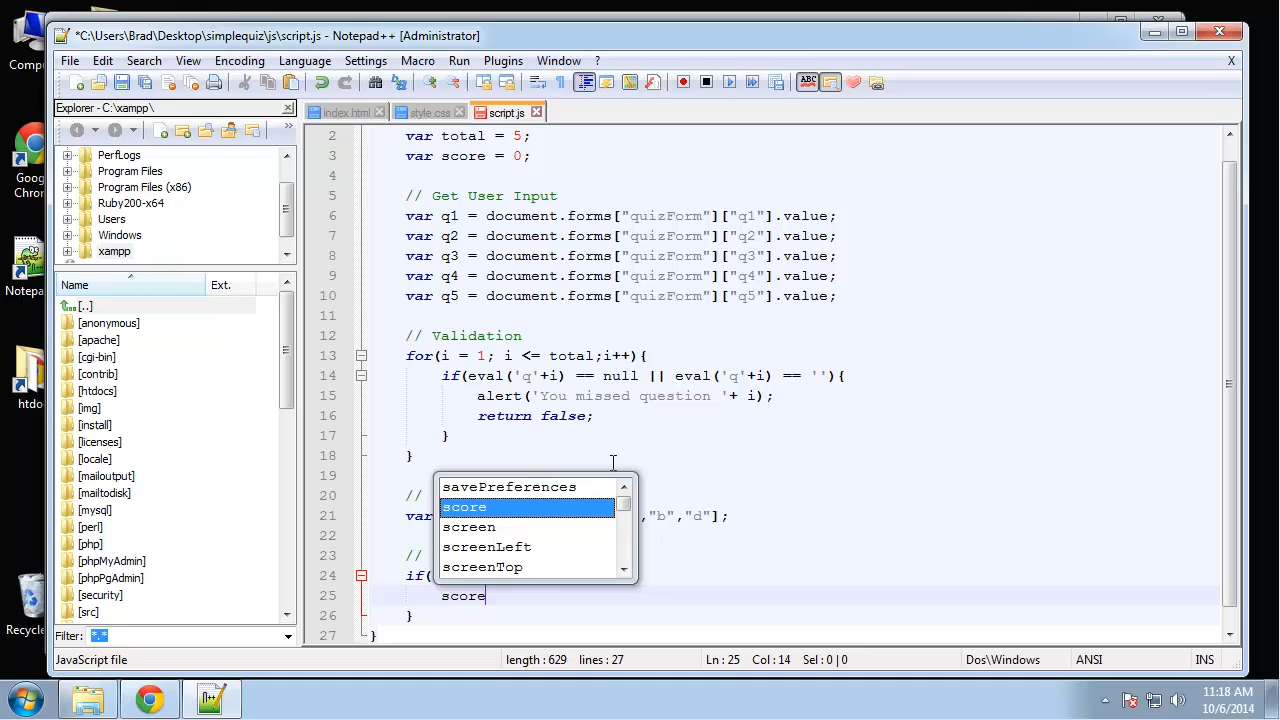 Compu
*C:\Users\Brad\Desktop\simplequiz\js\script.js - Notepad++ [Administrator]
File Edit Search View Encoding Language Settings Macro Run Plugins Window ? X
ABC
Explorer - C:\xampp\
index.html style.css script.js
PerfLogs
Program Files
Program Files (x86)
Ruby200-x64
Users
Windows
xampp
Name Ext.
[..]
[anonymous]
[apache]
[cgi-bin]
[contrib]
[htdocs]
[img]
[install]
[licenses]
[locale]
[mailoutput]
[mailtodisk]
[mysql]
[perl]
[php]
[phpMyAdmin]
[phpPgAdmin]
[security]
[src]
Filter: *.*
Goog
Chron
Notepa
htdo
Recycle
2 var total = 5;
3 var score = 0;
4
5 // Get User Input
6 var q1 = document.forms["quizForm"]["q1"].value;
7 var q2 = document.forms["quizForm"]["q2"].value;
8 var q3 = document.forms["quizForm"]["q3"].value;
9 var q4 = document.forms["quizForm"]["q4"].value;
10 var q5 = document.forms["quizForm"]["q5"].value;
11
12 // Validation
13 for(i = 1; i <= total;i++){
14 if(eval('q'+i) == null || eval('q'+i) == ''){
15 alert('You missed question '+ i);
16 return false;
17 }
18 }
19
20 //
21 var ,"b","d"];
22
23 //
24 if(
25 score
26 }
27 }
savePreferences
score
screen
screenLeft
screenTop
JavaScript file length : 629 lines : 27 Ln : 25 Col : 14 Sel : 0 | 0 Dos\Windows ANSI INS
11:18 AM
10/6/2014